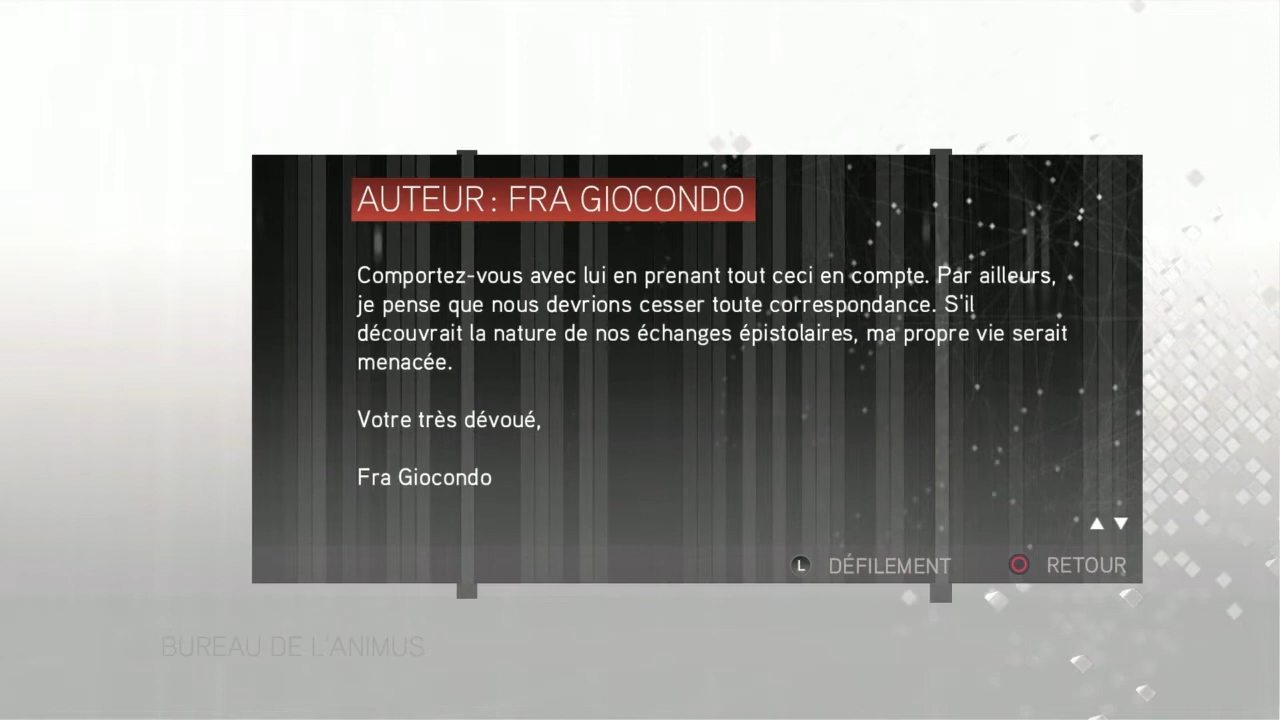 AUTEUR : FRA GIOCONDO
Comportez-vous avec lui en prenant tout ceci en compte. Par ailleurs,
je pense que nous devrions cesser toute correspondance. S'il
découvrait la nature de nos échanges épistolaires, ma propre vie serait
menacée.
Votre très dévoué,
Fra Giocondo
L DÉFILEMENT RETOUR
BUREAU DE L'ANIMUS